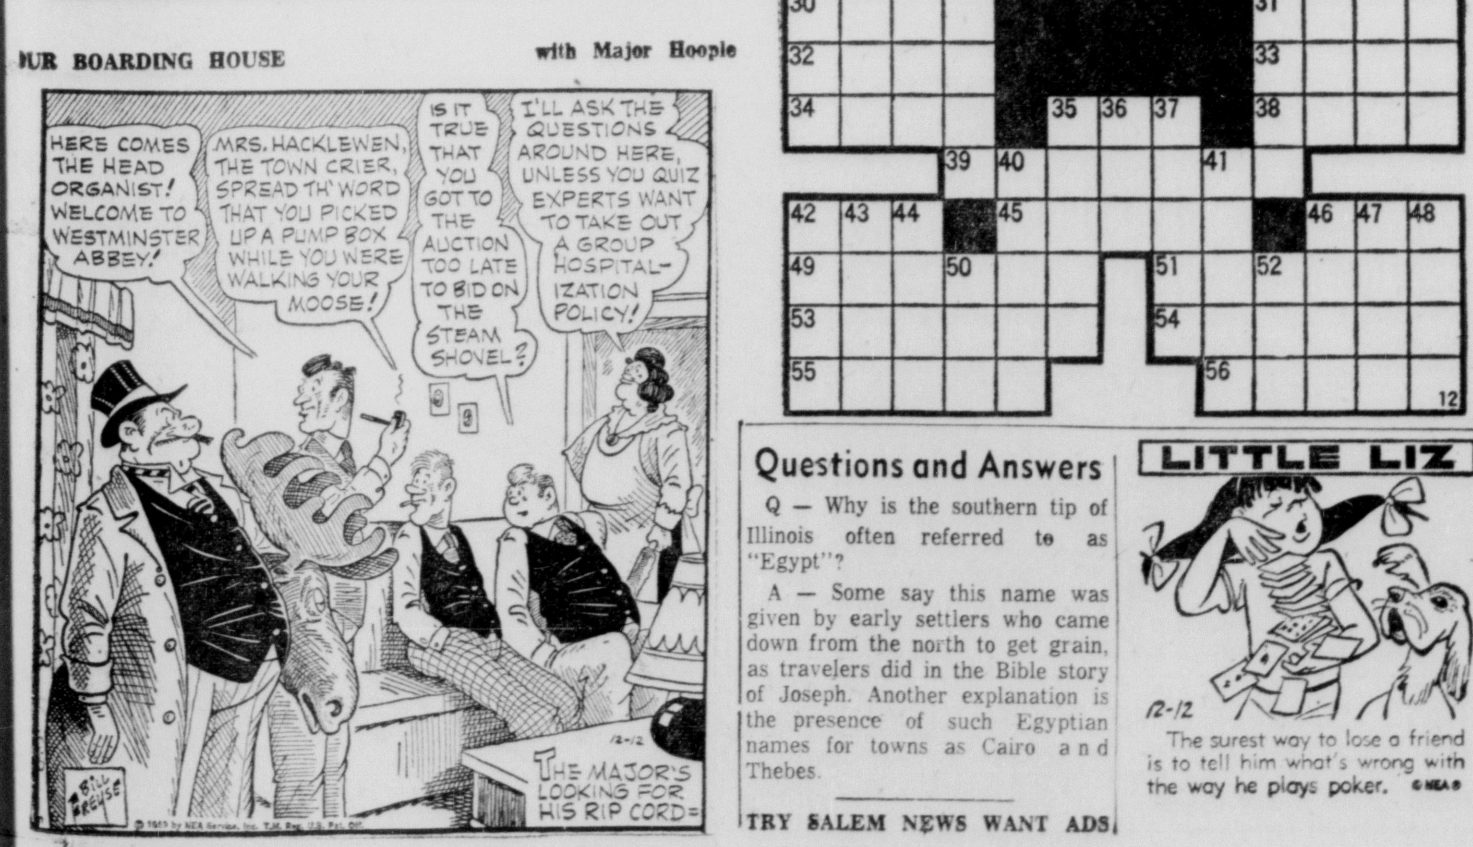 OUR BOARDING HOUSE
with Major Hoople
HERE COMES
THE HEAD
ORGANIST!
WELCOME TO
WESTMINSTER
ABBEY!
MRS. HACKLEWEN,
THE TOWN CRIER,
SPREAD TH' WORD
THAT YOU PICKED
UP A PUMP BOX
WHILE YOU WERE
WALKING YOUR
MOOSE!
IS IT
TRUE
THAT
YOU
GOT TO
THE
AUCTION
TOO LATE
TO BID ON
THE
STEAM
SHOVEL?
I'LL ASK THE
QUESTIONS
AROUND HERE,
UNLESS YOU QUIZ
EXPERTS WANT
TO TAKE OUT
A GROUP
HOSPITAL-
IZATION
POLICY!
12-12
THE MAJOR'S
LOOKING FOR
HIS RIP CORD=
BILL
FREYSE
by NEA Service, Inc. T.M. Reg. U.S. Pat. Off.
30 31
32 33
34 35 36 37 38
39 40 41
42 43 44 45 46 47 48
49 50 51 52
53 54
55 56
12
Questions and Answers
Q — Why is the southern tip of
Illinois often referred to as
"Egypt"?
A — Some say this name was
given by early settlers who came
down from the north to get grain,
as travelers did in the Bible story
of Joseph. Another explanation is
the presence of such Egyptian
names for towns as Cairo and
Thebes.
TRY SALEM NEWS WANT ADS
LITTLE LIZ
12-12
The surest way to lose a friend
is to tell him what's wrong with
the way he plays poker. ©NEA®